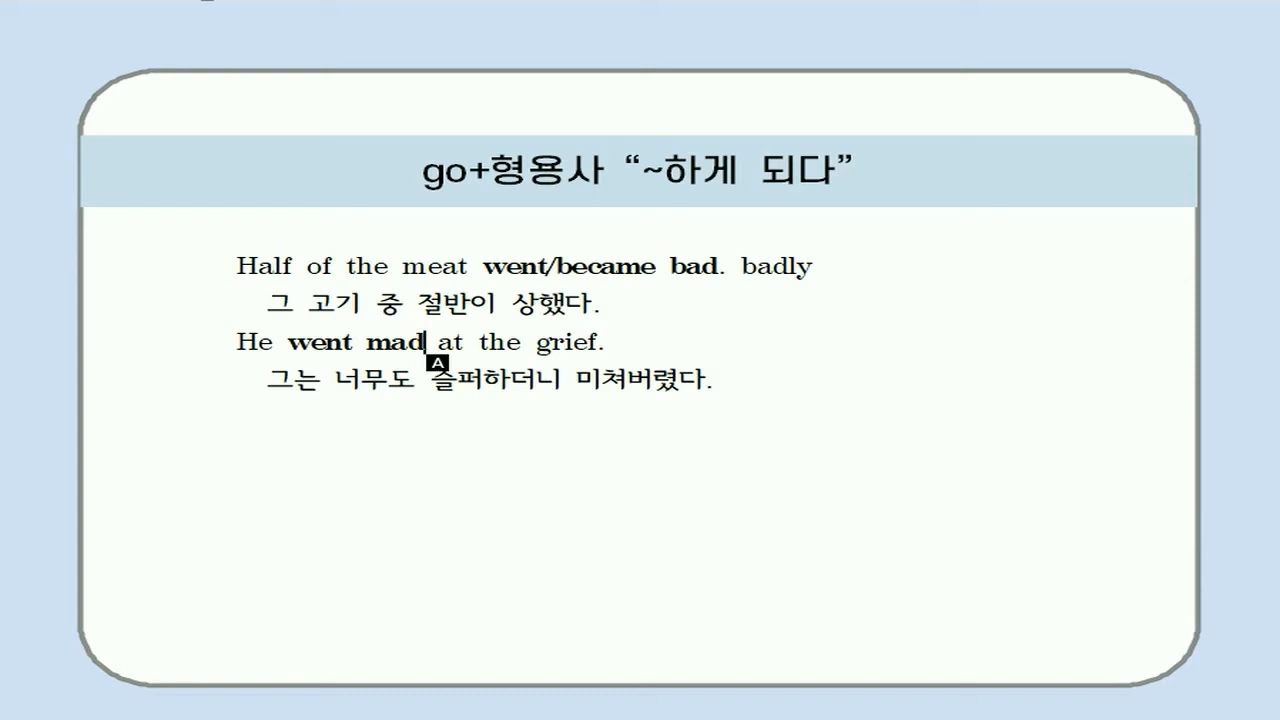 go+형용사 “~하게 되다”
Half of the meat went/became bad. badly
그 고기 중 절반이 상했다.
He went mad at the grief.
A
그는 너무도 슬퍼하더니 미쳐버렸다.